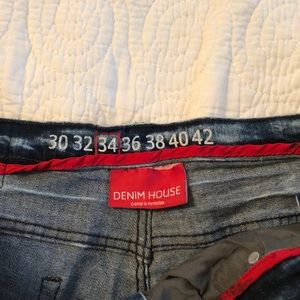 30 32 34 36 38 40 42
DENIM HOUSE
Crafted to Perfection